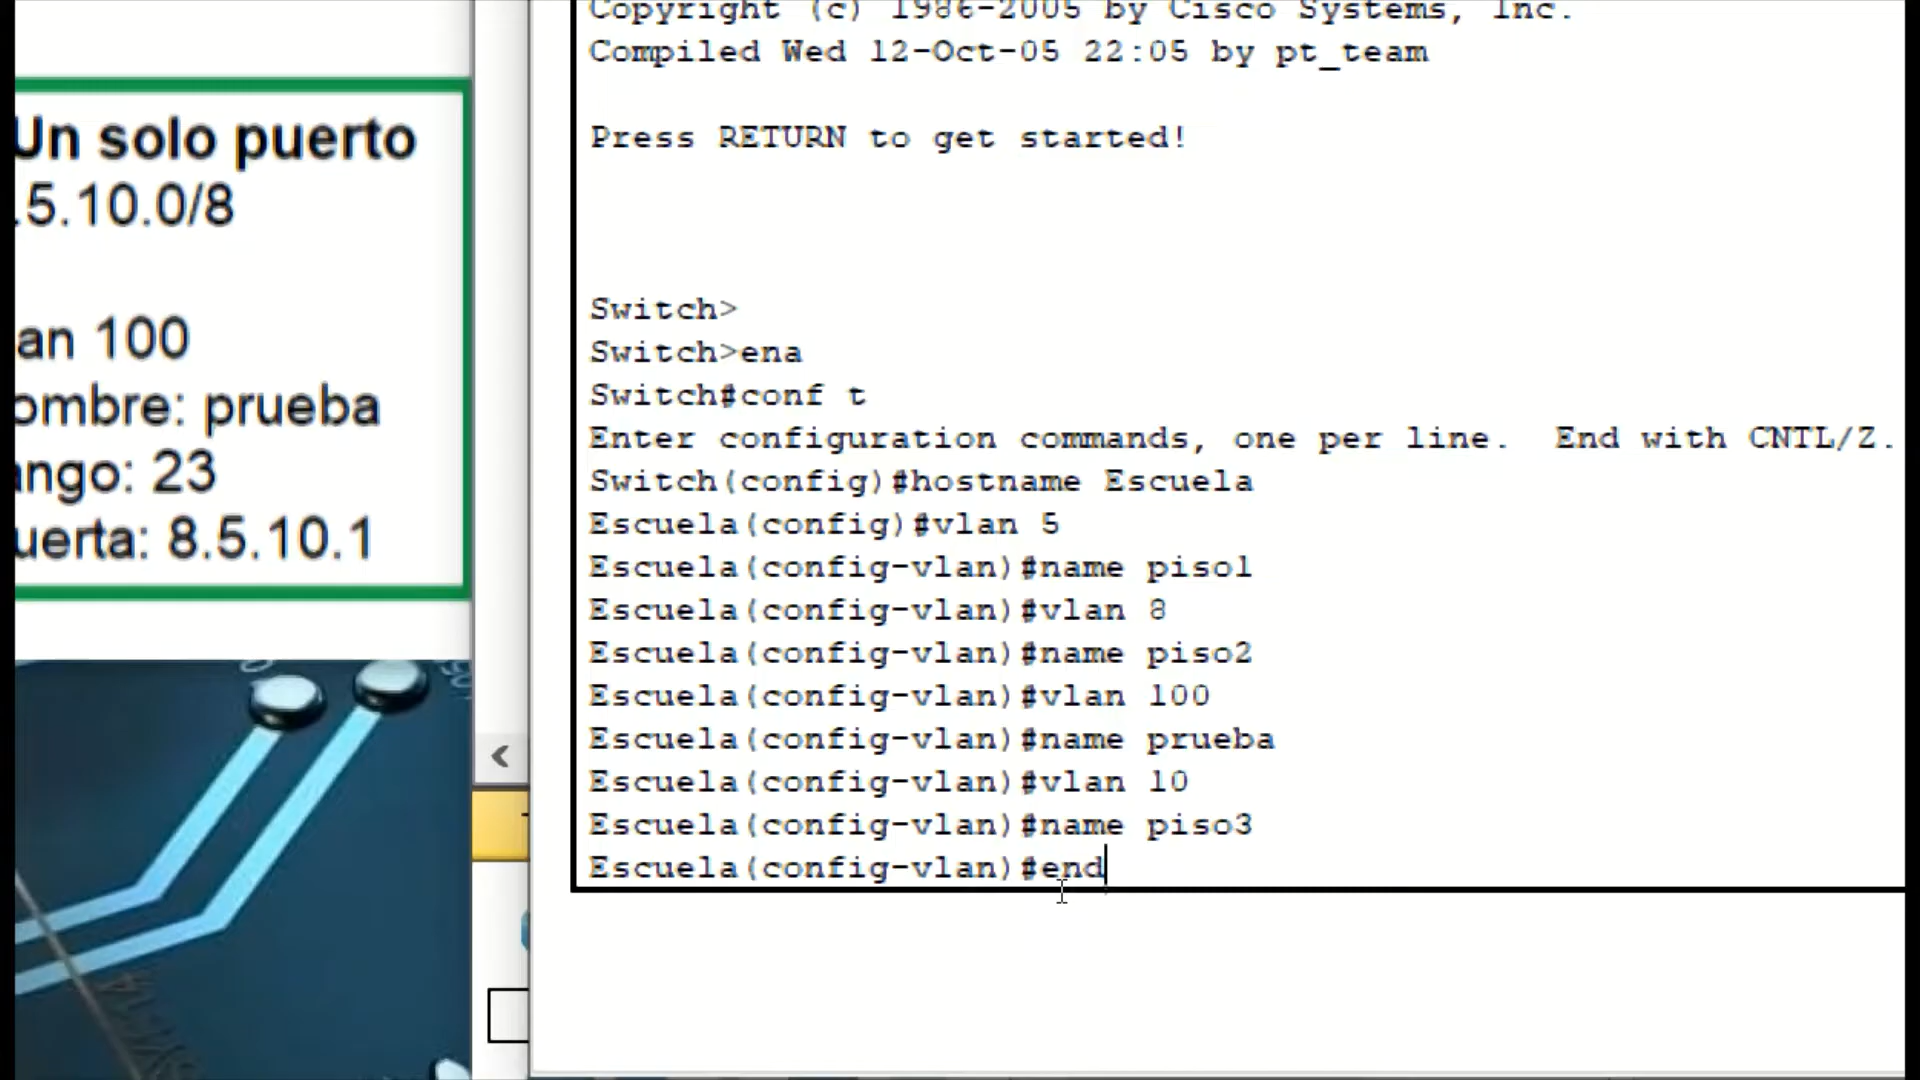 Un solo puerto
.5.10.0/8
an 100
ombre: prueba
ango: 23
uerta: 8.5.10.1
Copyright (c) 1986-2005 by Cisco Systems, Inc.
Compiled Wed 12-Oct-05 22:05 by pt_team
Press RETURN to get started!
Switch>
Switch>ena
Switch#conf t
Enter configuration commands, one per line.  End with CNTL/Z.
Switch(config)#hostname Escuela
Escuela(config)#vlan 5
Escuela(config-vlan)#name piso1
Escuela(config-vlan)#vlan 8
Escuela(config-vlan)#name piso2
Escuela(config-vlan)#vlan 100
Escuela(config-vlan)#name prueba
Escuela(config-vlan)#vlan 10
Escuela(config-vlan)#name piso3
Escuela(config-vlan)#end